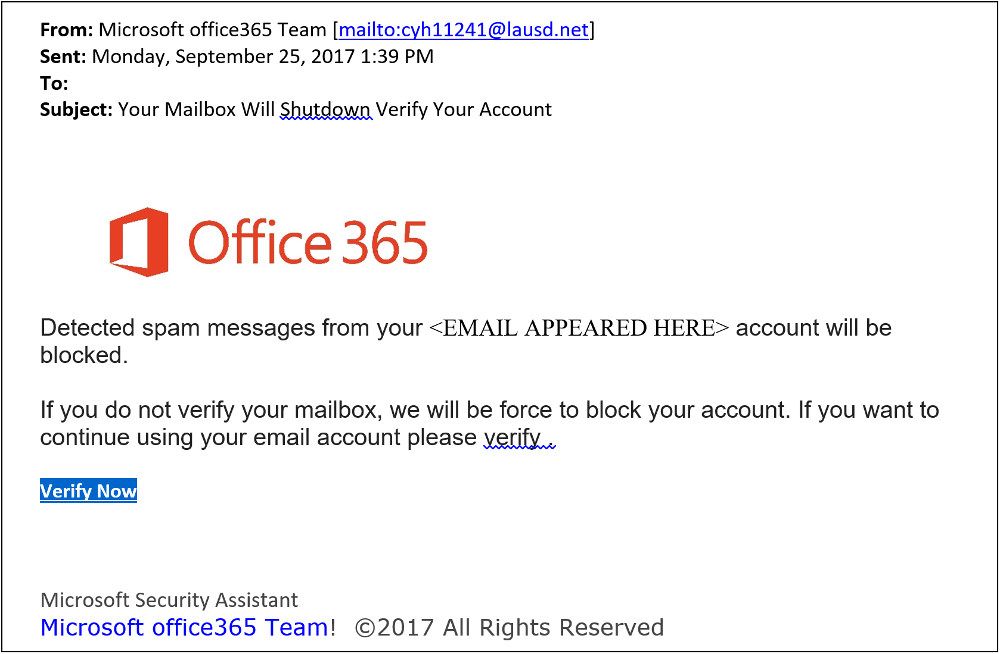 From: Microsoft office365 Team [mailto:cyh11241@lausd.net]
Sent: Monday, September 25, 2017 1:39 PM
To:
Subject: Your Mailbox Will Shutdown Verify Your Account
Office 365
Detected spam messages from your <EMAIL APPEARED HERE> account will be
blocked.
If you do not verify your mailbox, we will be force to block your account. If you want to
continue using your email account please verify .
Verify Now
Microsoft Security Assistant
Microsoft office365 Team! ©2017 All Rights Reserved